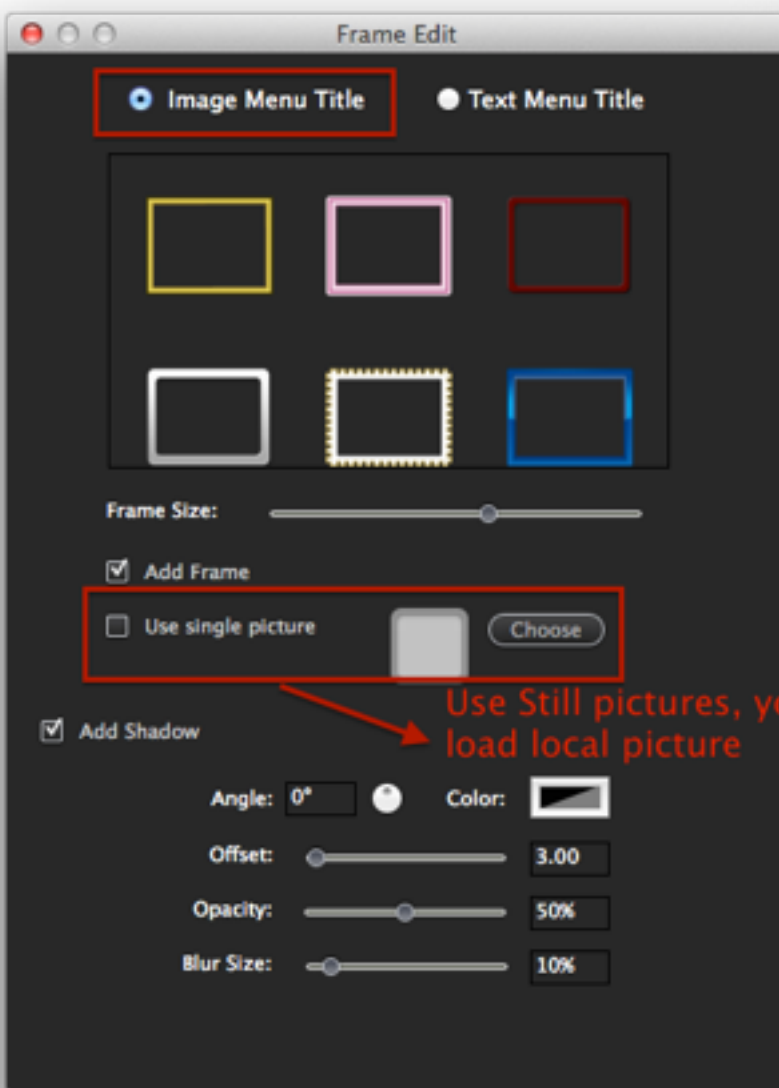 Frame Edit
Image Menu Title Text Menu Title
Frame Size:
Add Frame
Use single picture Choose
Use Still pictures,
load local picture
Add Shadow
Angle: 0° Color:
Offset: 3.00
Opacity: 50%
Blur Size: 10%